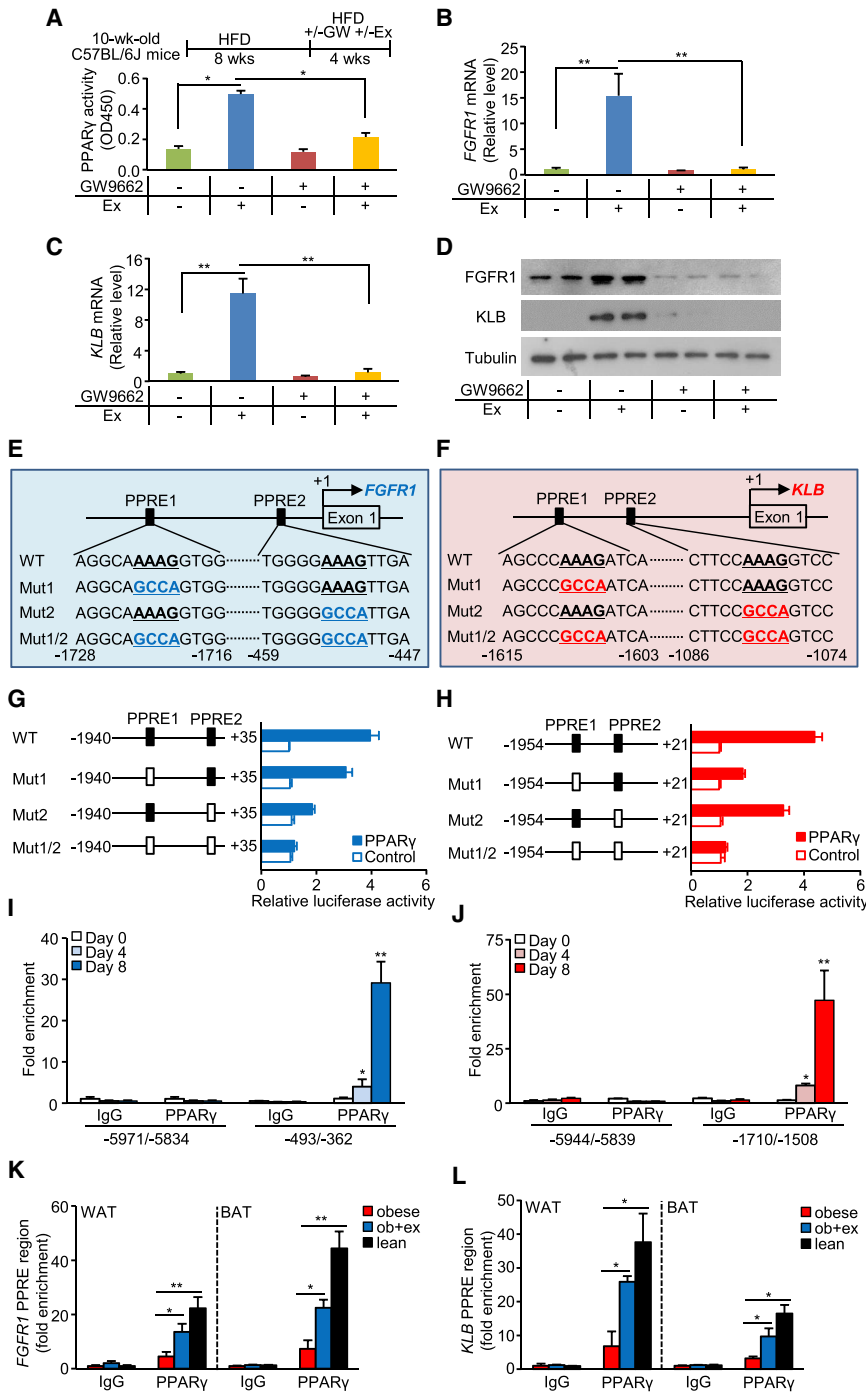 A
10-wk-old
C57BL/6J mice
HFD
8 wks
HFD
+/-GW +/-Ex
4 wks
PPARγ activity
(OD450)
0.6
0.4
0.2
0.0
*
*
GW9662 - - + +
Ex - + - +
B
FGFR1 mRNA
(Relative level)
25
20
15
10
5
0
**
**
GW9662 - - + +
Ex - + - +
C
KLB mRNA
(Relative level)
16
12
8
4
0
**
**
GW9662 - - + +
Ex - + - +
D
FGFR1
KLB
Tubulin
GW9662 - - + +
Ex - + - +
E
+1
FGFR1
PPRE1 PPRE2 Exon 1
WT AGGCAAAAGGTGG········TGGGGAAAGTTGA
Mut1 AGGCAGCCAGTGG········TGGGGAAAGTTGA
Mut2 AGGCAAAAGGTGG········TGGGGGCCATTGA
Mut1/2 AGGCAGCCAGTGG········TGGGGGCCATTGA
-1728 -1716 -459 -447
F
+1
KLB
PPRE1 PPRE2 Exon 1
WT AGCCCAAAGATCA········CTTCCAAAGGTCC
Mut1 AGCCCGCCAATCA········CTTCCAAAGGTCC
Mut2 AGCCCAAAGATCA········CTTCCGCCAGTCC
Mut1/2 AGCCCGCCAATCA········CTTCCGCCAGTCC
-1615 -1603 -1086 -1074
G
PPRE1 PPRE2
WT -1940 +35
Mut1 -1940 +35
Mut2 -1940 +35
Mut1/2 -1940 +35
PPARγ
Control
0 2 4 6
Relative luciferase activity
H
PPRE1 PPRE2
WT -1954 +21
Mut1 -1954 +21
Mut2 -1954 +21
Mut1/2 -1954 +21
PPARγ
Control
0 2 4 6
Relative luciferase activity
I
Day 0
Day 4
Day 8
Fold enrichment
40
30
20
10
0
*
**
IgG PPARγ IgG PPARγ
-5971/-5834 -493/-362
J
Day 0
Day 4
Day 8
Fold enrichment
75
50
25
0
*
**
IgG PPARγ IgG PPARγ
-5944/-5839 -1710/-1508
K
FGFR1 PPRE region
(fold enrichment)
60
40
20
0
WAT BAT
obese
ob+ex
lean
**
*
**
*
IgG PPARγ IgG PPARγ
L
KLB PPRE region
(fold enrichment)
50
40
30
20
10
0
WAT BAT
obese
ob+ex
lean
*
*
*
*
IgG PPARγ IgG PPARγ